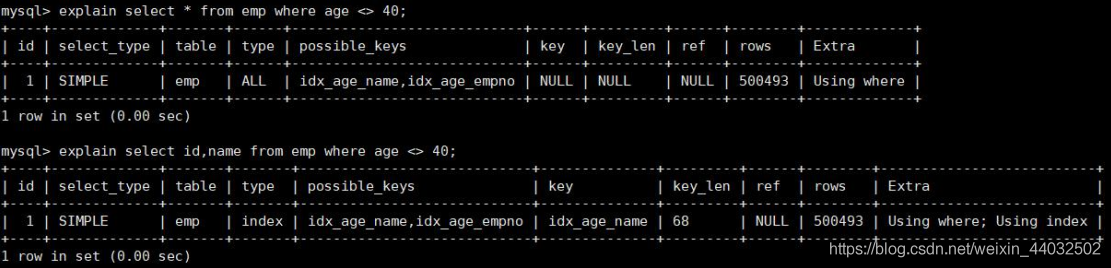 mysql> explain select * from emp where age <> 40;
+----+-------------+-------+------+----------------------------+------+---------+------+--------+-------------+
| id | select_type | table | type | possible_keys              | key  | key_len | ref  | rows   | Extra       |
+----+-------------+-------+------+----------------------------+------+---------+------+--------+-------------+
|  1 | SIMPLE      | emp   | ALL  | idx_age_name,idx_age_empno | NULL | NULL    | NULL | 500493 | Using where |
+----+-------------+-------+------+----------------------------+------+---------+------+--------+-------------+
1 row in set (0.00 sec)
mysql> explain select id,name from emp where age <> 40;
+----+-------------+-------+-------+----------------------------+--------------+---------+------+--------+--------------------------+
| id | select_type | table | type  | possible_keys              | key          | key_len | ref  | rows   | Extra                    |
+----+-------------+-------+-------+----------------------------+--------------+---------+------+--------+--------------------------+
|  1 | SIMPLE      | emp   | index | idx_age_name,idx_age_empno | idx_age_name | 68      | NULL | 500493 | Using where; Using index |
+----+-------------+-------+-------+----------------------------+--------------+---------+------+--------+--------------------------+
1 row in set (0.00 sec)
https://blog.csdn.net/weixin_44032502